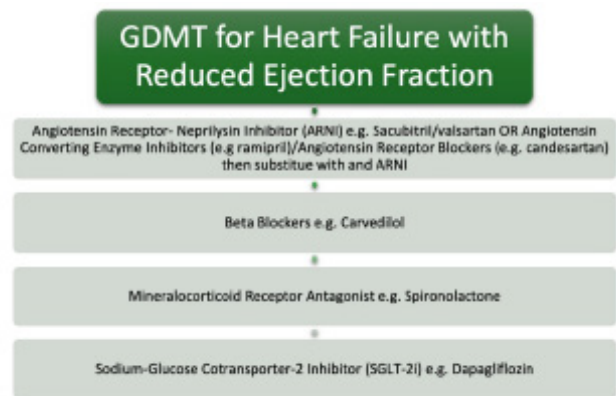 GDMT for Heart Failure with
Reduced Ejection Fraction
Angiotensin Receptor- Neprilysin Inhibitor (ARNI) e.g. Sacubitril/valsartan OR Angiotensin
Converting Enzyme Inhibitors (e.g ramipril)/Angiotensin Receptor Blockers (e.g. candesartan)
then substitue with and ARNI
Beta Blockers e.g. Carvedilol
Mineralocorticoid Receptor Antagonist e.g. Spironolactone
Sodium-Glucose Cotransporter-2 Inhibitor (SGLT-2i) e.g. Dapagliflozin